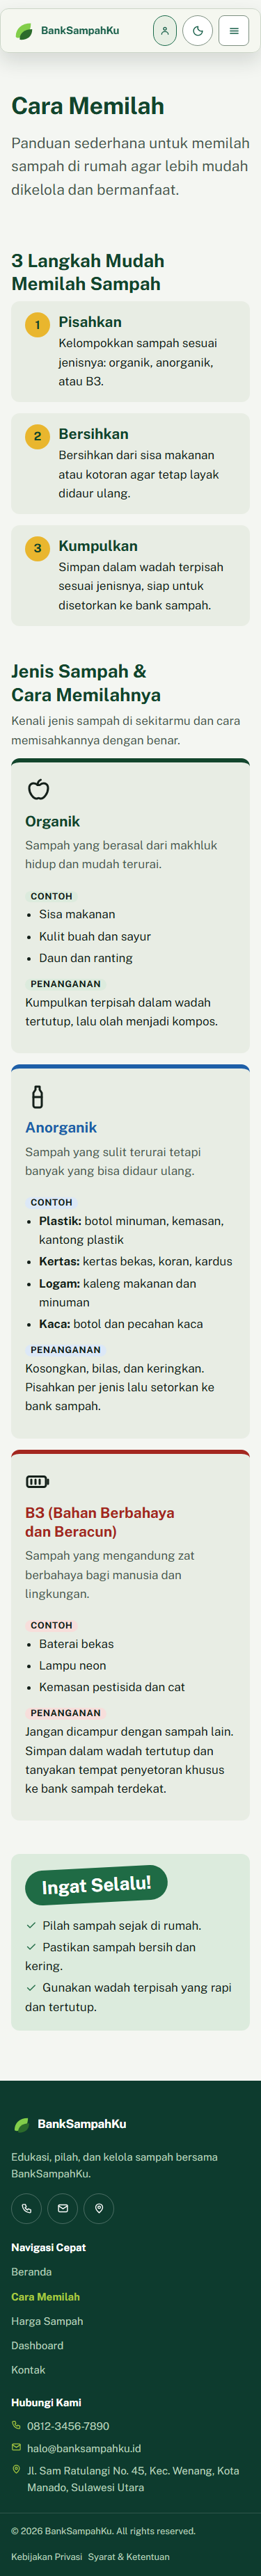 BankSampahKu
Cara Memilah
Panduan sederhana untuk memilah
sampah di rumah agar lebih mudah
dikelola dan bermanfaat.
3 Langkah Mudah
Memilah Sampah
1
Pisahkan
Kelompokkan sampah sesuai
jenisnya: organik, anorganik,
atau B3.
2
Bersihkan
Bersihkan dari sisa makanan
atau kotoran agar tetap layak
didaur ulang.
3
Kumpulkan
Simpan dalam wadah terpisah
sesuai jenisnya, siap untuk
disetorkan ke bank sampah.
Jenis Sampah &
Cara Memilahnya
Kenali jenis sampah di sekitarmu dan cara
memisahkannya dengan benar.
Organik
Sampah yang berasal dari makhluk
hidup dan mudah terurai.
CONTOH
• Sisa makanan
• Kulit buah dan sayur
• Daun dan ranting
PENANGANAN
Kumpulkan terpisah dalam wadah
tertutup, lalu olah menjadi kompos.
Anorganik
Sampah yang sulit terurai tetapi
banyak yang bisa didaur ulang.
CONTOH
• Plastik: botol minuman, kemasan,
kantong plastik
• Kertas: kertas bekas, koran, kardus
• Logam: kaleng makanan dan
minuman
• Kaca: botol dan pecahan kaca
PENANGANAN
Kosongkan, bilas, dan keringkan.
Pisahkan per jenis lalu setorkan ke
bank sampah.
B3 (Bahan Berbahaya
dan Beracun)
Sampah yang mengandung zat
berbahaya bagi manusia dan
lingkungan.
CONTOH
• Baterai bekas
• Lampu neon
• Kemasan pestisida dan cat
PENANGANAN
Jangan dicampur dengan sampah lain.
Simpan dalam wadah tertutup dan
tanyakan tempat penyetoran khusus
ke bank sampah terdekat.
Ingat Selalu!
✓ Pilah sampah sejak di rumah.
✓ Pastikan sampah bersih dan
kering.
✓ Gunakan wadah terpisah yang rapi
dan tertutup.
BankSampahKu
Edukasi, pilah, dan kelola sampah bersama
BankSampahKu.
Navigasi Cepat
Beranda
Cara Memilah
Harga Sampah
Dashboard
Kontak
Hubungi Kami
0812-3456-7890
halo@banksampahku.id
Jl. Sam Ratulangi No. 45, Kec. Wenang, Kota
Manado, Sulawesi Utara
© 2026 BankSampahKu. All rights reserved.
Kebijakan Privasi Syarat & Ketentuan